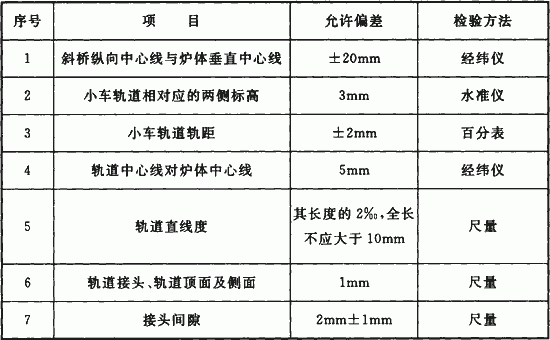 序号 项 目 允许偏差 检验方法
1 斜桥纵向中心线与炉体垂直中心线 ±20mm 经纬仪
2 小车轨道相对应的两侧标高 3mm 水准仪
3 小车轨道轨距 ±2mm 百分表
4 轨道中心线对炉体中心线 5mm 经纬仪
5 轨道直线度 其长度的2‰,全长
不应大于10mm 尺量
6 轨道接头、轨道顶面及侧面 1mm 尺量
7 接头间隙 2mm±1mm 尺量